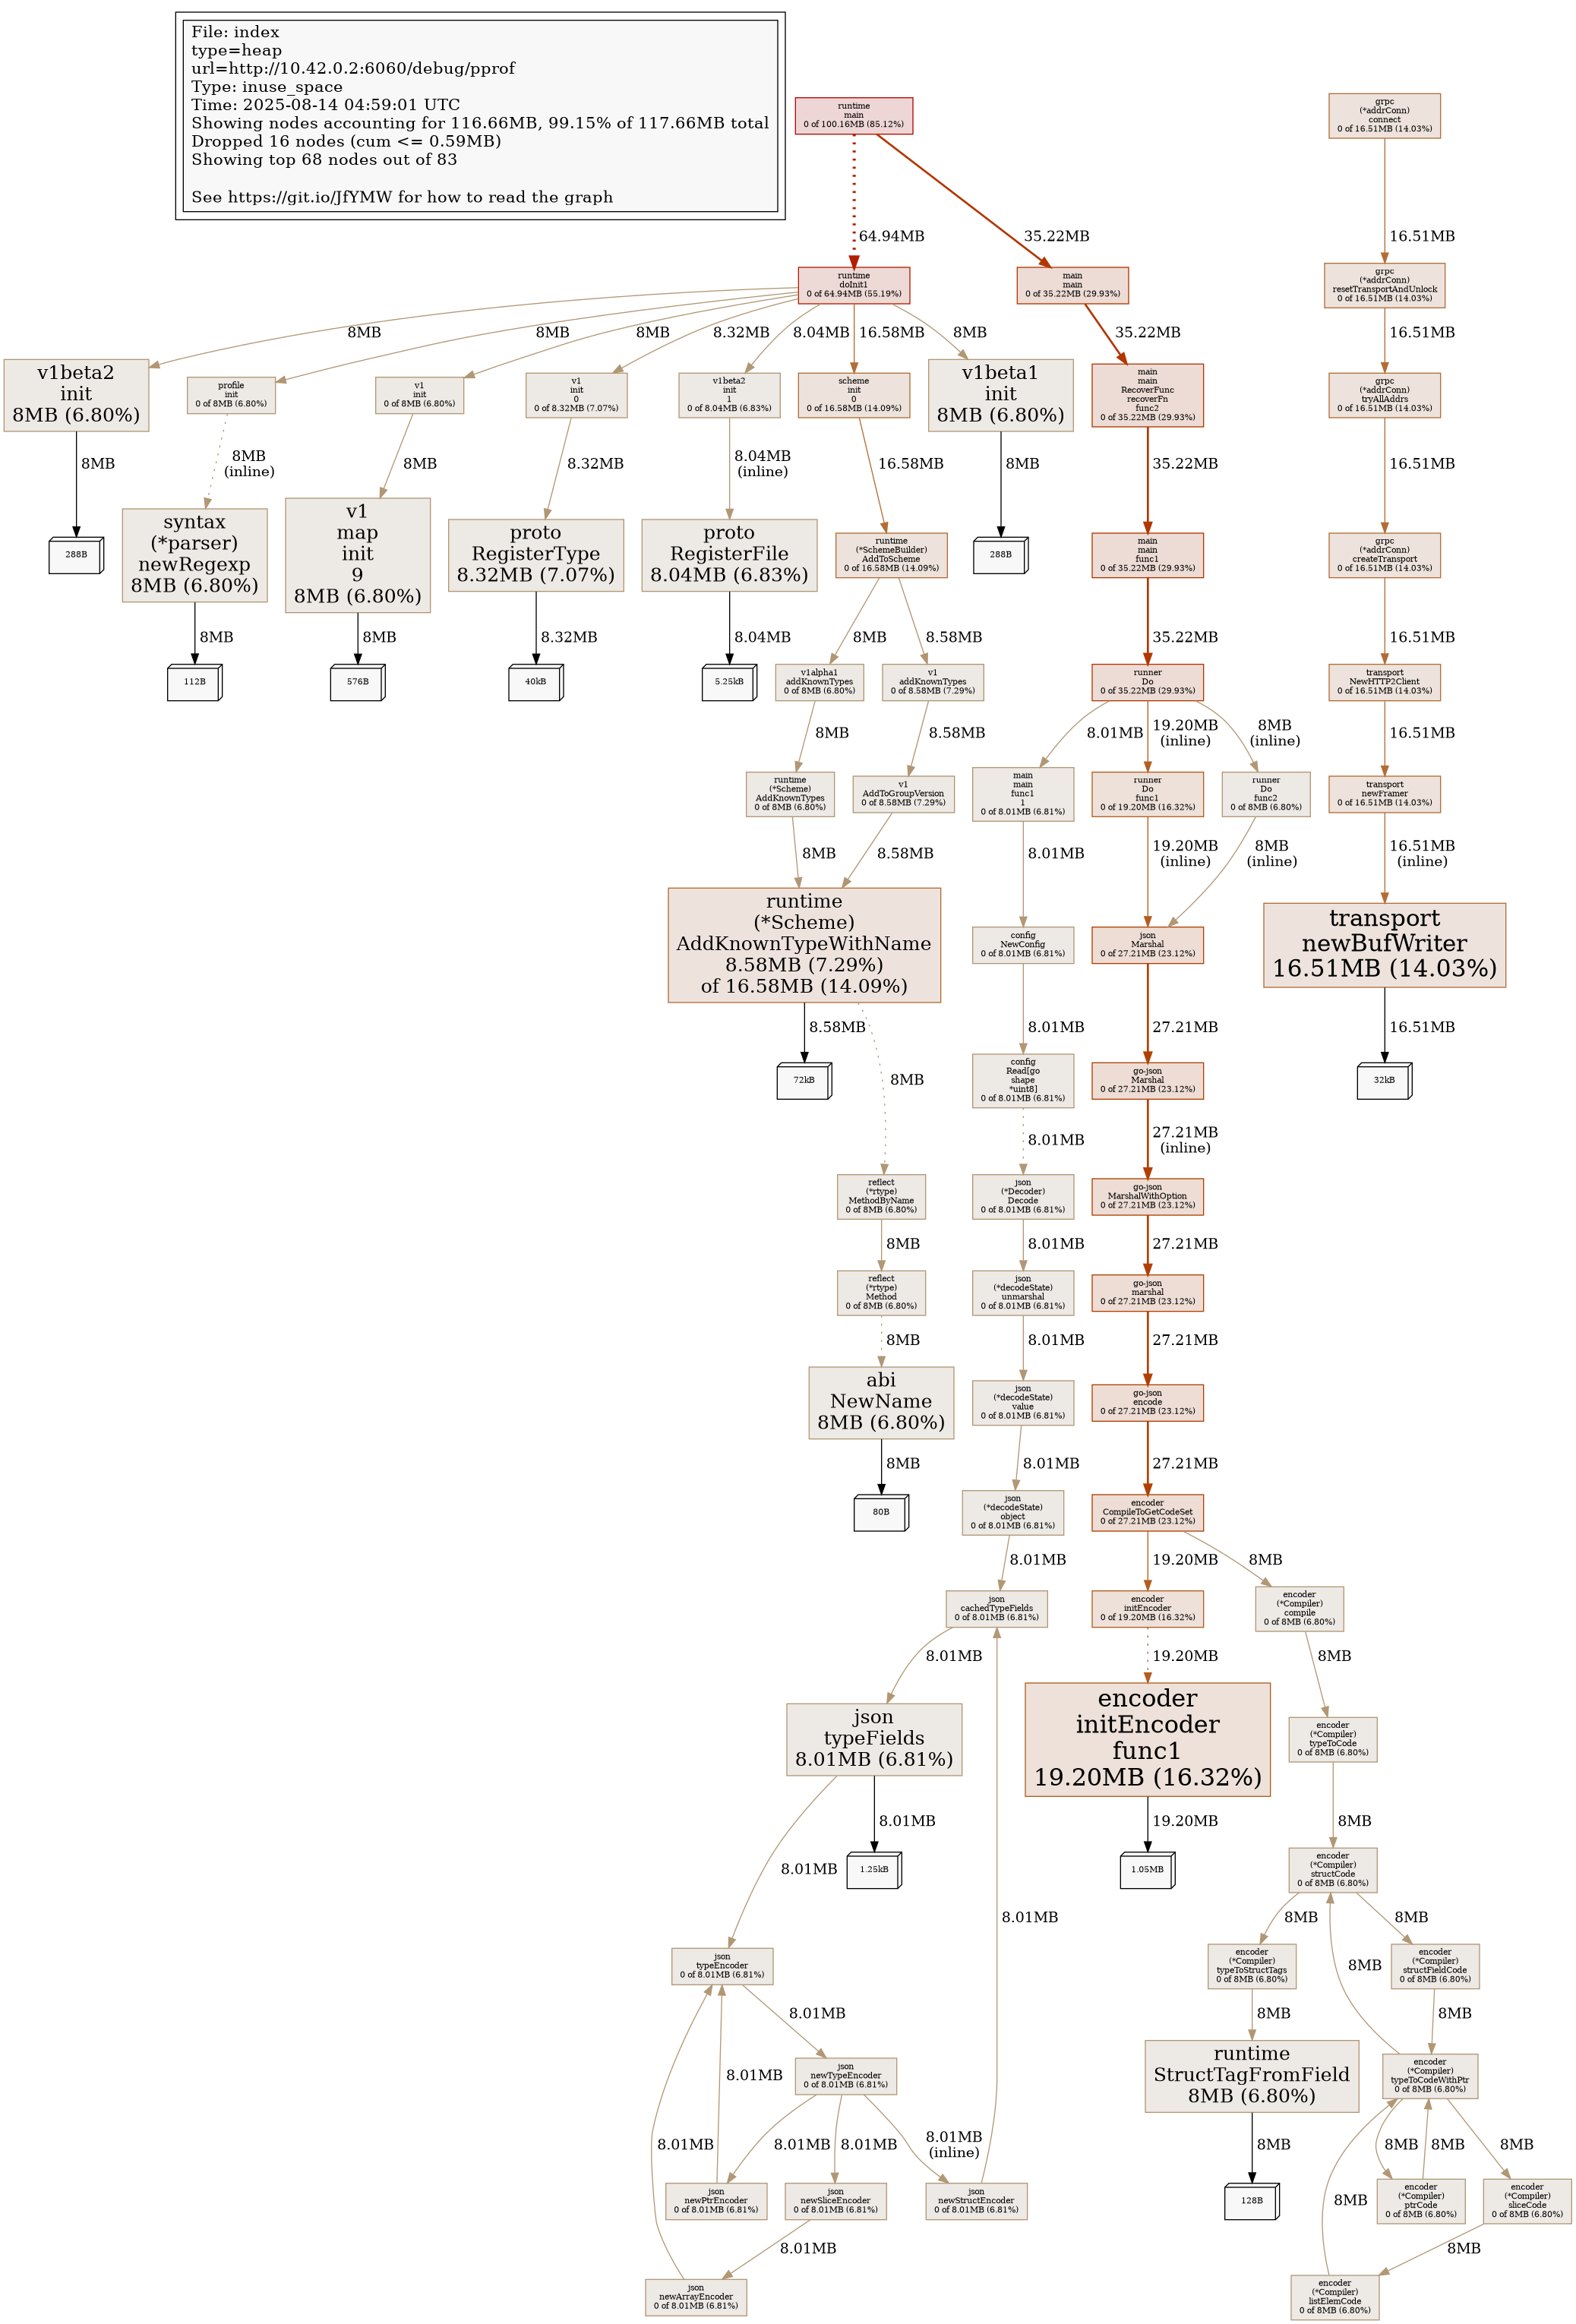 File: index
type=heap
url=http://10.42.0.2:6060/debug/pprof
Type: inuse_space
Time: 2025-08-14 04:59:01 UTC
Showing nodes accounting for 116.66MB, 99.15% of 117.66MB total
Dropped 16 nodes (cum <= 0.59MB)
Showing top 68 nodes out of 83
See https://git.io/JfYMW for how to read the graph
runtime
main
0 of 100.16MB (85.12%)
grpc
(*addrConn)
connect
0 of 16.51MB (14.03%)
64.94MB
35.22MB
16.51MB
runtime
doInit1
0 of 64.94MB (55.19%)
main
main
0 of 35.22MB (29.93%)
grpc
(*addrConn)
resetTransportAndUnlock
0 of 16.51MB (14.03%)
8MB
8MB
8MB
8.32MB
8.04MB
16.58MB
8MB
35.22MB
16.51MB
v1beta2
init
8MB (6.80%)
profile
init
0 of 8MB (6.80%)
v1
init
0 of 8MB (6.80%)
v1
init
0
0 of 8.32MB (7.07%)
v1beta2
init
1
0 of 8.04MB (6.83%)
scheme
init
0
0 of 16.58MB (14.09%)
v1beta1
init
8MB (6.80%)
main
main
RecoverFunc
recoverFn
func2
0 of 35.22MB (29.93%)
grpc
(*addrConn)
tryAllAddrs
0 of 16.51MB (14.03%)
8MB
8MB
(inline)
8MB
8.32MB
8.04MB
(inline)
16.58MB
8MB
35.22MB
16.51MB
288B
syntax
(*parser)
newRegexp
8MB (6.80%)
v1
map
init
9
8MB (6.80%)
proto
RegisterType
8.32MB (7.07%)
proto
RegisterFile
8.04MB (6.83%)
runtime
(*SchemeBuilder)
AddToScheme
0 of 16.58MB (14.09%)
288B
main
main
func1
0 of 35.22MB (29.93%)
grpc
(*addrConn)
createTransport
0 of 16.51MB (14.03%)
8MB
8MB
8.32MB
8.04MB
8MB
8.58MB
35.22MB
16.51MB
112B
576B
40kB
5.25kB
v1alpha1
addKnownTypes
0 of 8MB (6.80%)
v1
addKnownTypes
0 of 8.58MB (7.29%)
runner
Do
0 of 35.22MB (29.93%)
transport
NewHTTP2Client
0 of 16.51MB (14.03%)
8MB
8.58MB
8.01MB
19.20MB
(inline)
8MB
(inline)
16.51MB
runtime
(*Scheme)
AddKnownTypes
0 of 8MB (6.80%)
v1
AddToGroupVersion
0 of 8.58MB (7.29%)
main
main
func1
1
0 of 8.01MB (6.81%)
runner
Do
func1
0 of 19.20MB (16.32%)
runner
Do
func2
0 of 8MB (6.80%)
transport
newFramer
0 of 16.51MB (14.03%)
8MB
8.58MB
8.01MB
19.20MB
(inline)
8MB
(inline)
16.51MB
(inline)
runtime
(*Scheme)
AddKnownTypeWithName
8.58MB (7.29%)
of 16.58MB (14.09%)
config
NewConfig
0 of 8.01MB (6.81%)
json
Marshal
0 of 27.21MB (23.12%)
transport
newBufWriter
16.51MB (14.03%)
8.58MB
8MB
8.01MB
27.21MB
16.51MB
72kB
config
Read[go
shape
*uint8]
0 of 8.01MB (6.81%)
go-json
Marshal
0 of 27.21MB (23.12%)
32kB
8.01MB
27.21MB
(inline)
reflect
(*rtype)
MethodByName
0 of 8MB (6.80%)
json
(*Decoder)
Decode
0 of 8.01MB (6.81%)
go-json
MarshalWithOption
0 of 27.21MB (23.12%)
8MB
8.01MB
27.21MB
reflect
(*rtype)
Method
0 of 8MB (6.80%)
json
(*decodeState)
unmarshal
0 of 8.01MB (6.81%)
go-json
marshal
0 of 27.21MB (23.12%)
8MB
8.01MB
27.21MB
abi
NewName
8MB (6.80%)
json
(*decodeState)
value
0 of 8.01MB (6.81%)
go-json
encode
0 of 27.21MB (23.12%)
8MB
8.01MB
27.21MB
80B
json
(*decodeState)
object
0 of 8.01MB (6.81%)
encoder
CompileToGetCodeSet
0 of 27.21MB (23.12%)
8.01MB
19.20MB
8MB
json
cachedTypeFields
0 of 8.01MB (6.81%)
encoder
initEncoder
0 of 19.20MB (16.32%)
encoder
(*Compiler)
compile
0 of 8MB (6.80%)
8.01MB
19.20MB
8MB
json
typeFields
8.01MB (6.81%)
encoder
initEncoder
func1
19.20MB (16.32%)
encoder
(*Compiler)
typeToCode
0 of 8MB (6.80%)
8.01MB
8.01MB
19.20MB
8MB
1.25kB
1.05MB
encoder
(*Compiler)
structCode
0 of 8MB (6.80%)
8.01MB
8MB
8MB
json
typeEncoder
0 of 8.01MB (6.81%)
encoder
(*Compiler)
typeToStructTags
0 of 8MB (6.80%)
encoder
(*Compiler)
structFieldCode
0 of 8MB (6.80%)
8.01MB
8MB
8MB
8MB
json
newTypeEncoder
0 of 8.01MB (6.81%)
runtime
StructTagFromField
8MB (6.80%)
encoder
(*Compiler)
typeToCodeWithPtr
0 of 8MB (6.80%)
8.01MB
8.01MB
8.01MB
8.01MB
8.01MB
(inline)
8MB
8MB
8MB
8MB
json
newPtrEncoder
0 of 8.01MB (6.81%)
json
newSliceEncoder
0 of 8.01MB (6.81%)
json
newStructEncoder
0 of 8.01MB (6.81%)
128B
8MB
encoder
(*Compiler)
ptrCode
0 of 8MB (6.80%)
encoder
(*Compiler)
sliceCode
0 of 8MB (6.80%)
8.01MB
8MB
json
newArrayEncoder
0 of 8.01MB (6.81%)
encoder
(*Compiler)
listElemCode
0 of 8MB (6.80%)